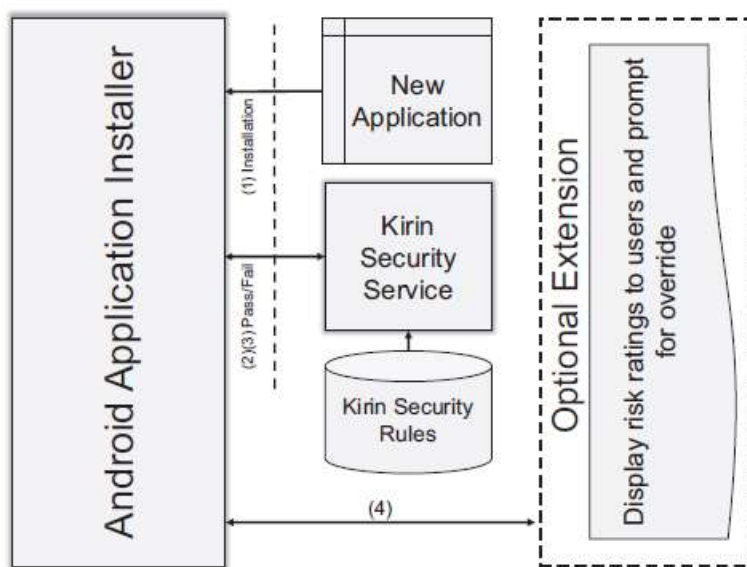 Android Application Installer
(1) Installation
(2)(3) Pass/Fail
New
Application
Kirin
Security
Service
Kirin Security
Rules
(4)
Optional Extension
Display risk ratings to users and prompt
for override